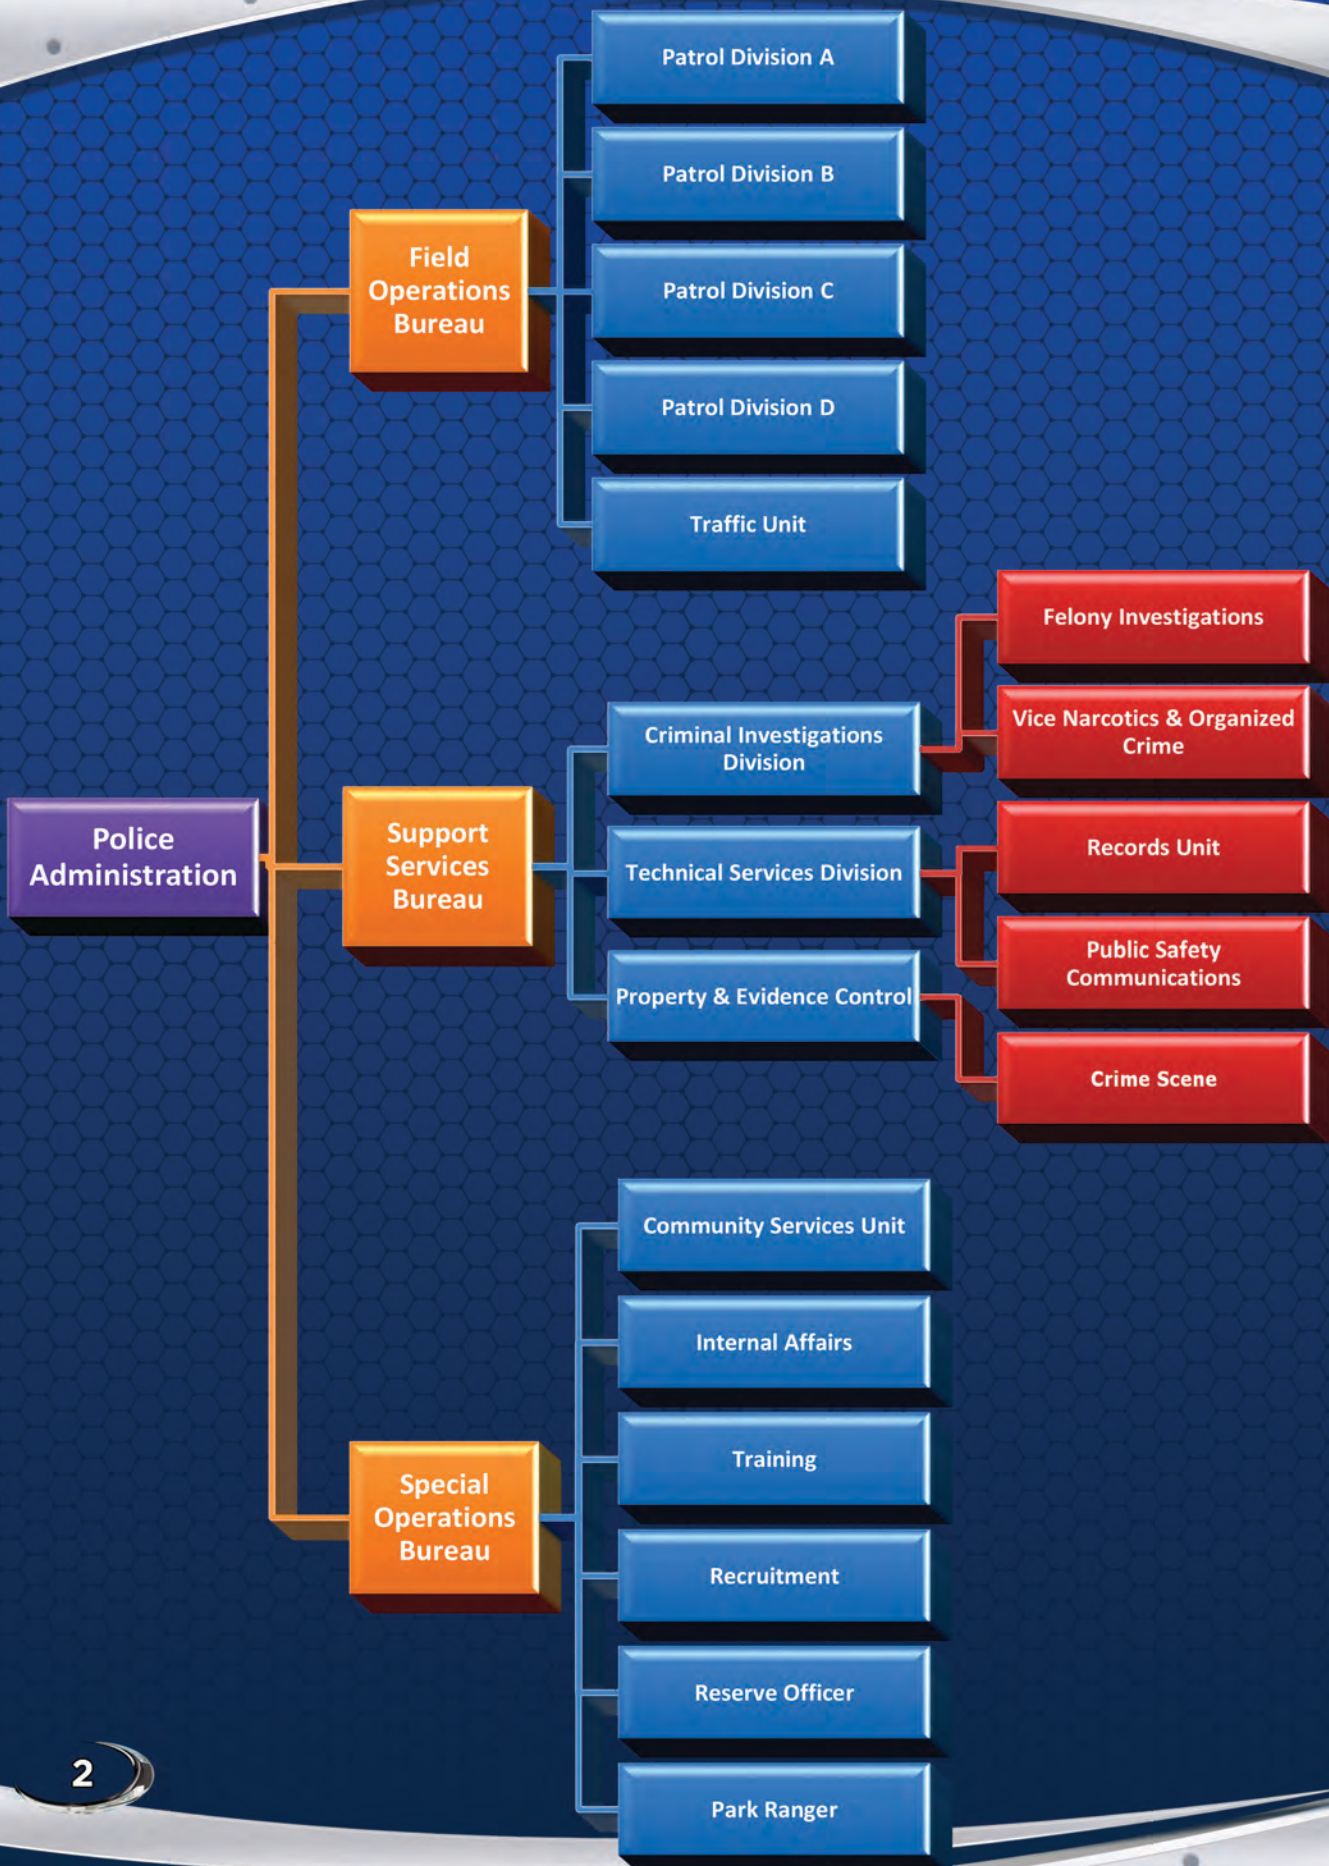 Patrol Division A
Patrol Division B
Field
Operations
Bureau
Patrol Division C
Patrol Division D
Traffic Unit
Felony Investigations
Vice Narcotics & Organized
Crime
Criminal Investigations
Division
Police
Administration
Support
Services
Bureau
Technical Services Division
Records Unit
Public Safety
Communications
Property & Evidence Control
Crime Scene
Community Services Unit
Internal Affairs
Training
Special
Operations
Bureau
Recruitment
Reserve Officer
Park Ranger
2